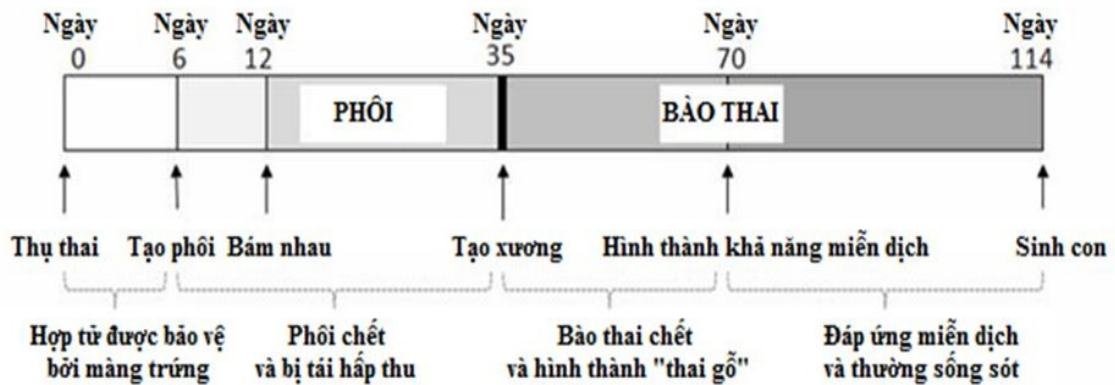 Ngày Ngày Ngày Ngày Ngày Ngày
0 6 12 35 70 114
PHÔI BÀO THAI
Thụ thai Tạo phôi Bám nhau Tạo xương Hình thành khả năng miễn dịch Sinh con
Hợp tử được bảo vệ
bởi màng trứng
Phôi chết
và bị tái hấp thu
Bào thai chết
và hình thành "thai gỗ"
Đáp ứng miễn dịch
và thường sống sót